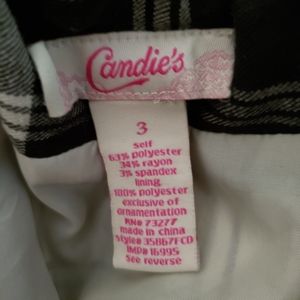 Candie's
3
self
63% polyester
34% rayon
3% spandex
lining
100% polyester
exclusive of
ornamentation
RN# 73277
made in china
style# 35867FCD
IMP# 16995
See reverse